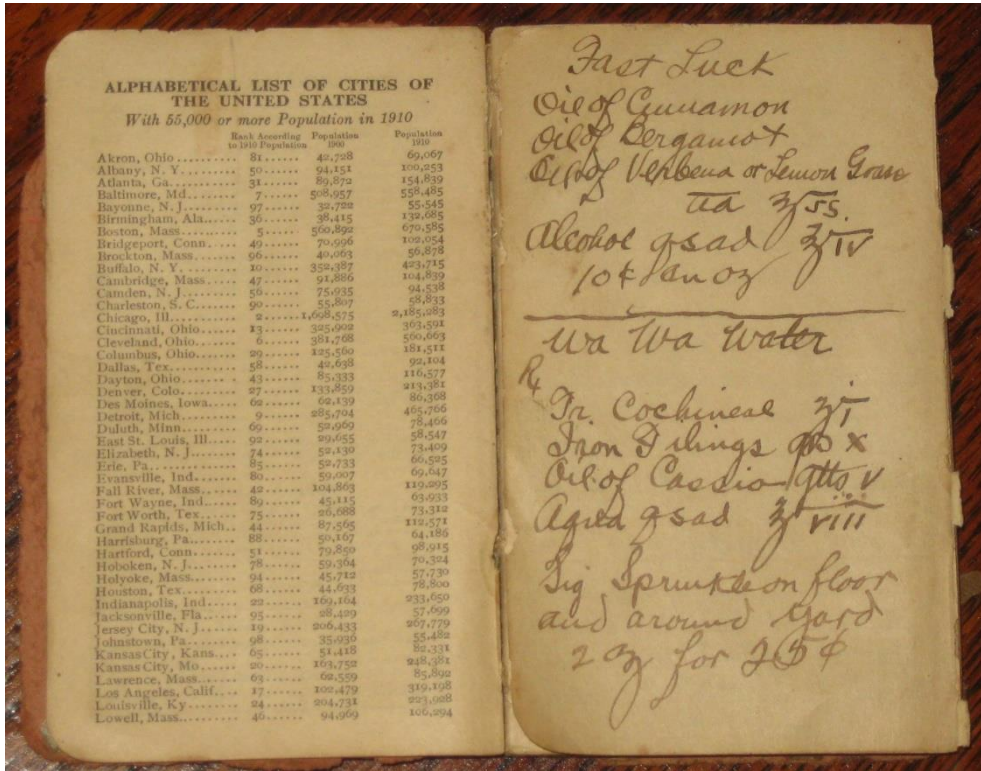 ALPHABETICAL LIST OF CITIES OF
THE UNITED STATES
With 55,000 or more Population in 1910
Rank According to 1910 Population Population 1900 Population 1910
Akron, Ohio 81 42,728 69,067
Albany, N. Y. 50 94,151 100,253
Atlanta, Ga. 31 89,872 154,839
Baltimore, Md. 7 508,957 558,485
Bayonne, N. J. 97 32,722 55,545
Birmingham, Ala. 36 38,415 132,685
Boston, Mass. 5 560,892 670,585
Bridgeport, Conn. 49 70,996 102,054
Brockton, Mass. 96 40,063 56,878
Buffalo, N. Y. 10 352,387 423,715
Cambridge, Mass. 47 91,886 104,839
Camden, N. J. 56 75,935 94,538
Charleston, S. C. 90 55,807 58,833
Chicago, Ill. 2 1,698,575 2,185,283
Cincinnati, Ohio 13 325,902 363,591
Cleveland, Ohio 6 381,768 560,663
Columbus, Ohio 29 125,560 181,511
Dallas, Tex. 58 42,638 92,104
Dayton, Ohio 43 85,333 116,577
Denver, Colo. 27 133,859 213,381
Des Moines, Iowa 62 62,139 86,368
Detroit, Mich 9 285,704 465,766
Duluth, Minn. 69 52,969 78,466
East St. Louis, Ill. 92 29,655 58,547
Elizabeth, N. J. 74 52,130 73,409
Erie, Pa. 85 52,733 66,525
Evansville, Ind. 80 59,007 69,647
Fall River, Mass. 42 104,863 119,295
Fort Wayne, Ind. 89 45,115 63,933
Fort Worth, Tex. 75 26,688 73,312
Grand Rapids, Mich. 44 87,565 112,571
Harrisburg, Pa. 88 50,167 64,186
Hartford, Conn. 51 79,850 98,915
Hoboken, N. J. 78 59,364 70,324
Holyoke, Mass. 94 45,712 57,730
Houston, Tex. 68 44,633 78,800
Indianapolis, Ind. 22 169,164 233,650
Jacksonville, Fla. 95 28,429 57,699
Jersey City, N. J. 19 206,433 267,779
Johnstown, Pa. 98 35,936 55,482
Kansas City, Kans. 65 51,418 82,331
Kansas City, Mo. 20 163,752 248,381
Lawrence, Mass. 63 62,559 85,892
Los Angeles, Calif. 17 102,479 319,198
Louisville, Ky. 24 204,731 223,928
Lowell, Mass. 46 94,969 106,294
Fast Luck
Oil of Cinnamon
Oil of Bergamot
Oil of Verbena or Lemon Grass
aa ʒ ss.
Alcohol qsad ℥ iv
10¢ an oz
Wa Wa Water
Rx
Tr. Cochineal ʒ i
Iron Filings x
Oil of Cassia gtts v
Aqua qsad ℥ viii
Sig Sprinkle on floor
and around yard
2 ℥ for 25¢